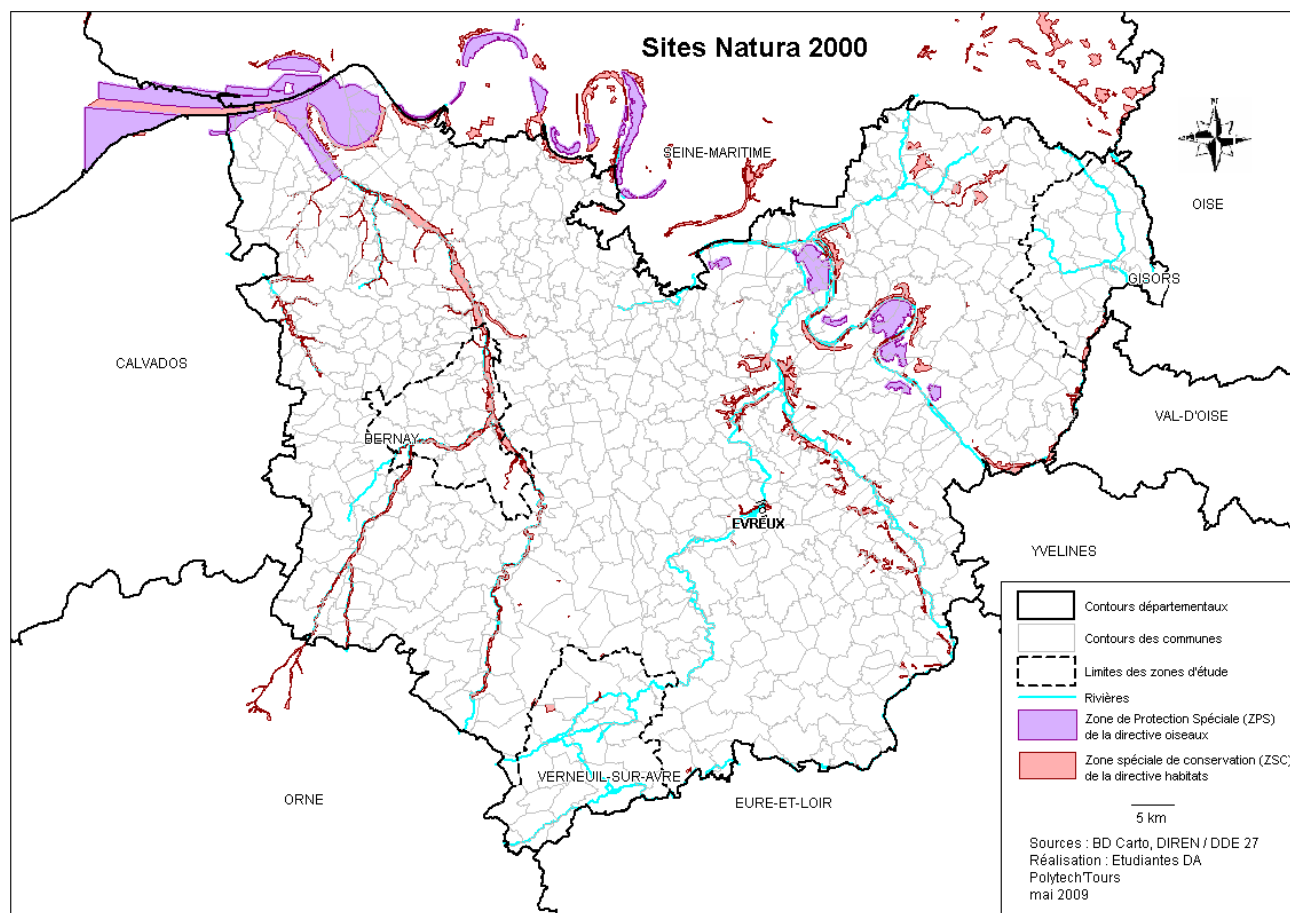 Sites Natura 2000
N
SEINE-MARITIME
OISE
GISORS
CALVADOS
VAL-D'OISE
BERNAY
EVREUX
YVELINES
VERNEUIL-SUR-AVRE
ORNE
EURE-ET-LOIR
Contours départementaux
Contours des communes
Limites des zones d'étude
Rivières
Zone de Protection Spéciale (ZPS)
de la directive oiseaux
Zone spéciale de conservation (ZSC)
de la directive habitats
5 km
Sources : BD Carto, DIREN / DDE 27
Réalisation : Etudiantes DA
Polytech'Tours
mai 2009